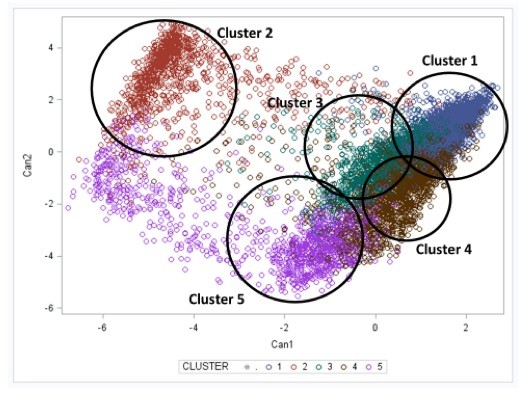 Cluster 2
Cluster 1
Cluster 3
Cluster 4
Cluster 5
Can2
4
2
0
-2
-4
-6
-6 -4 -2 0 2
Can1
CLUSTER . 1 2 3 4 5